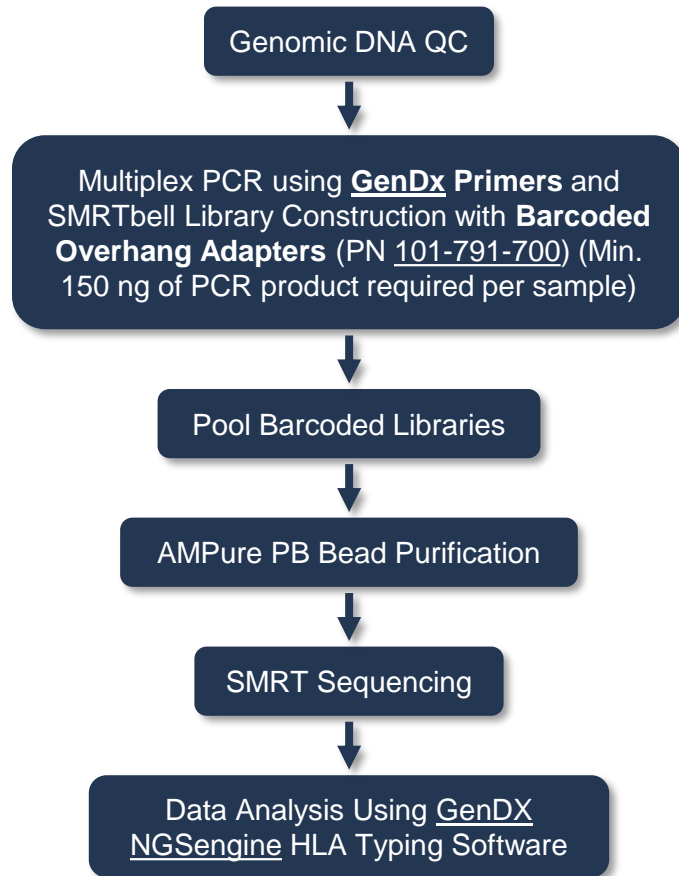 Genomic DNA QC
Multiplex PCR using GenDx Primers and
SMRTbell Library Construction with Barcoded
Overhang Adapters (PN 101-791-700) (Min.
150 ng of PCR product required per sample)
Pool Barcoded Libraries
AMPure PB Bead Purification
SMRT Sequencing
Data Analysis Using GenDX
NGSengine HLA Typing Software